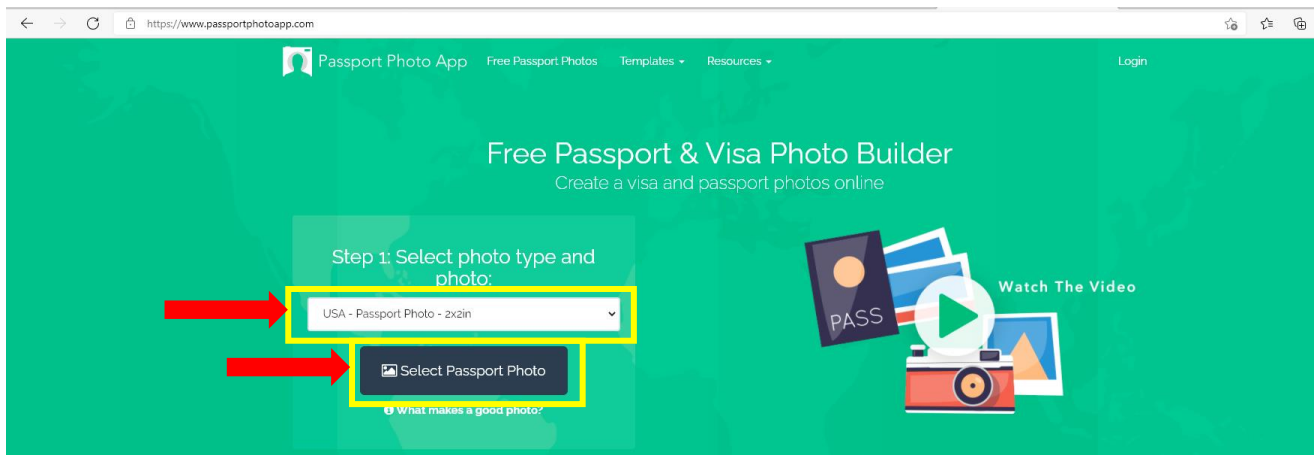 https://www.passportphotoapp.com
Passport Photo App Free Passport Photos Templates Resources Login
Free Passport & Visa Photo Builder
Create a visa and passport photos online
Step 1: Select photo type and
photo:
USA - Passport Photo - 2x2in
Select Passport Photo
What makes a good photo?
PASS
Watch The Video